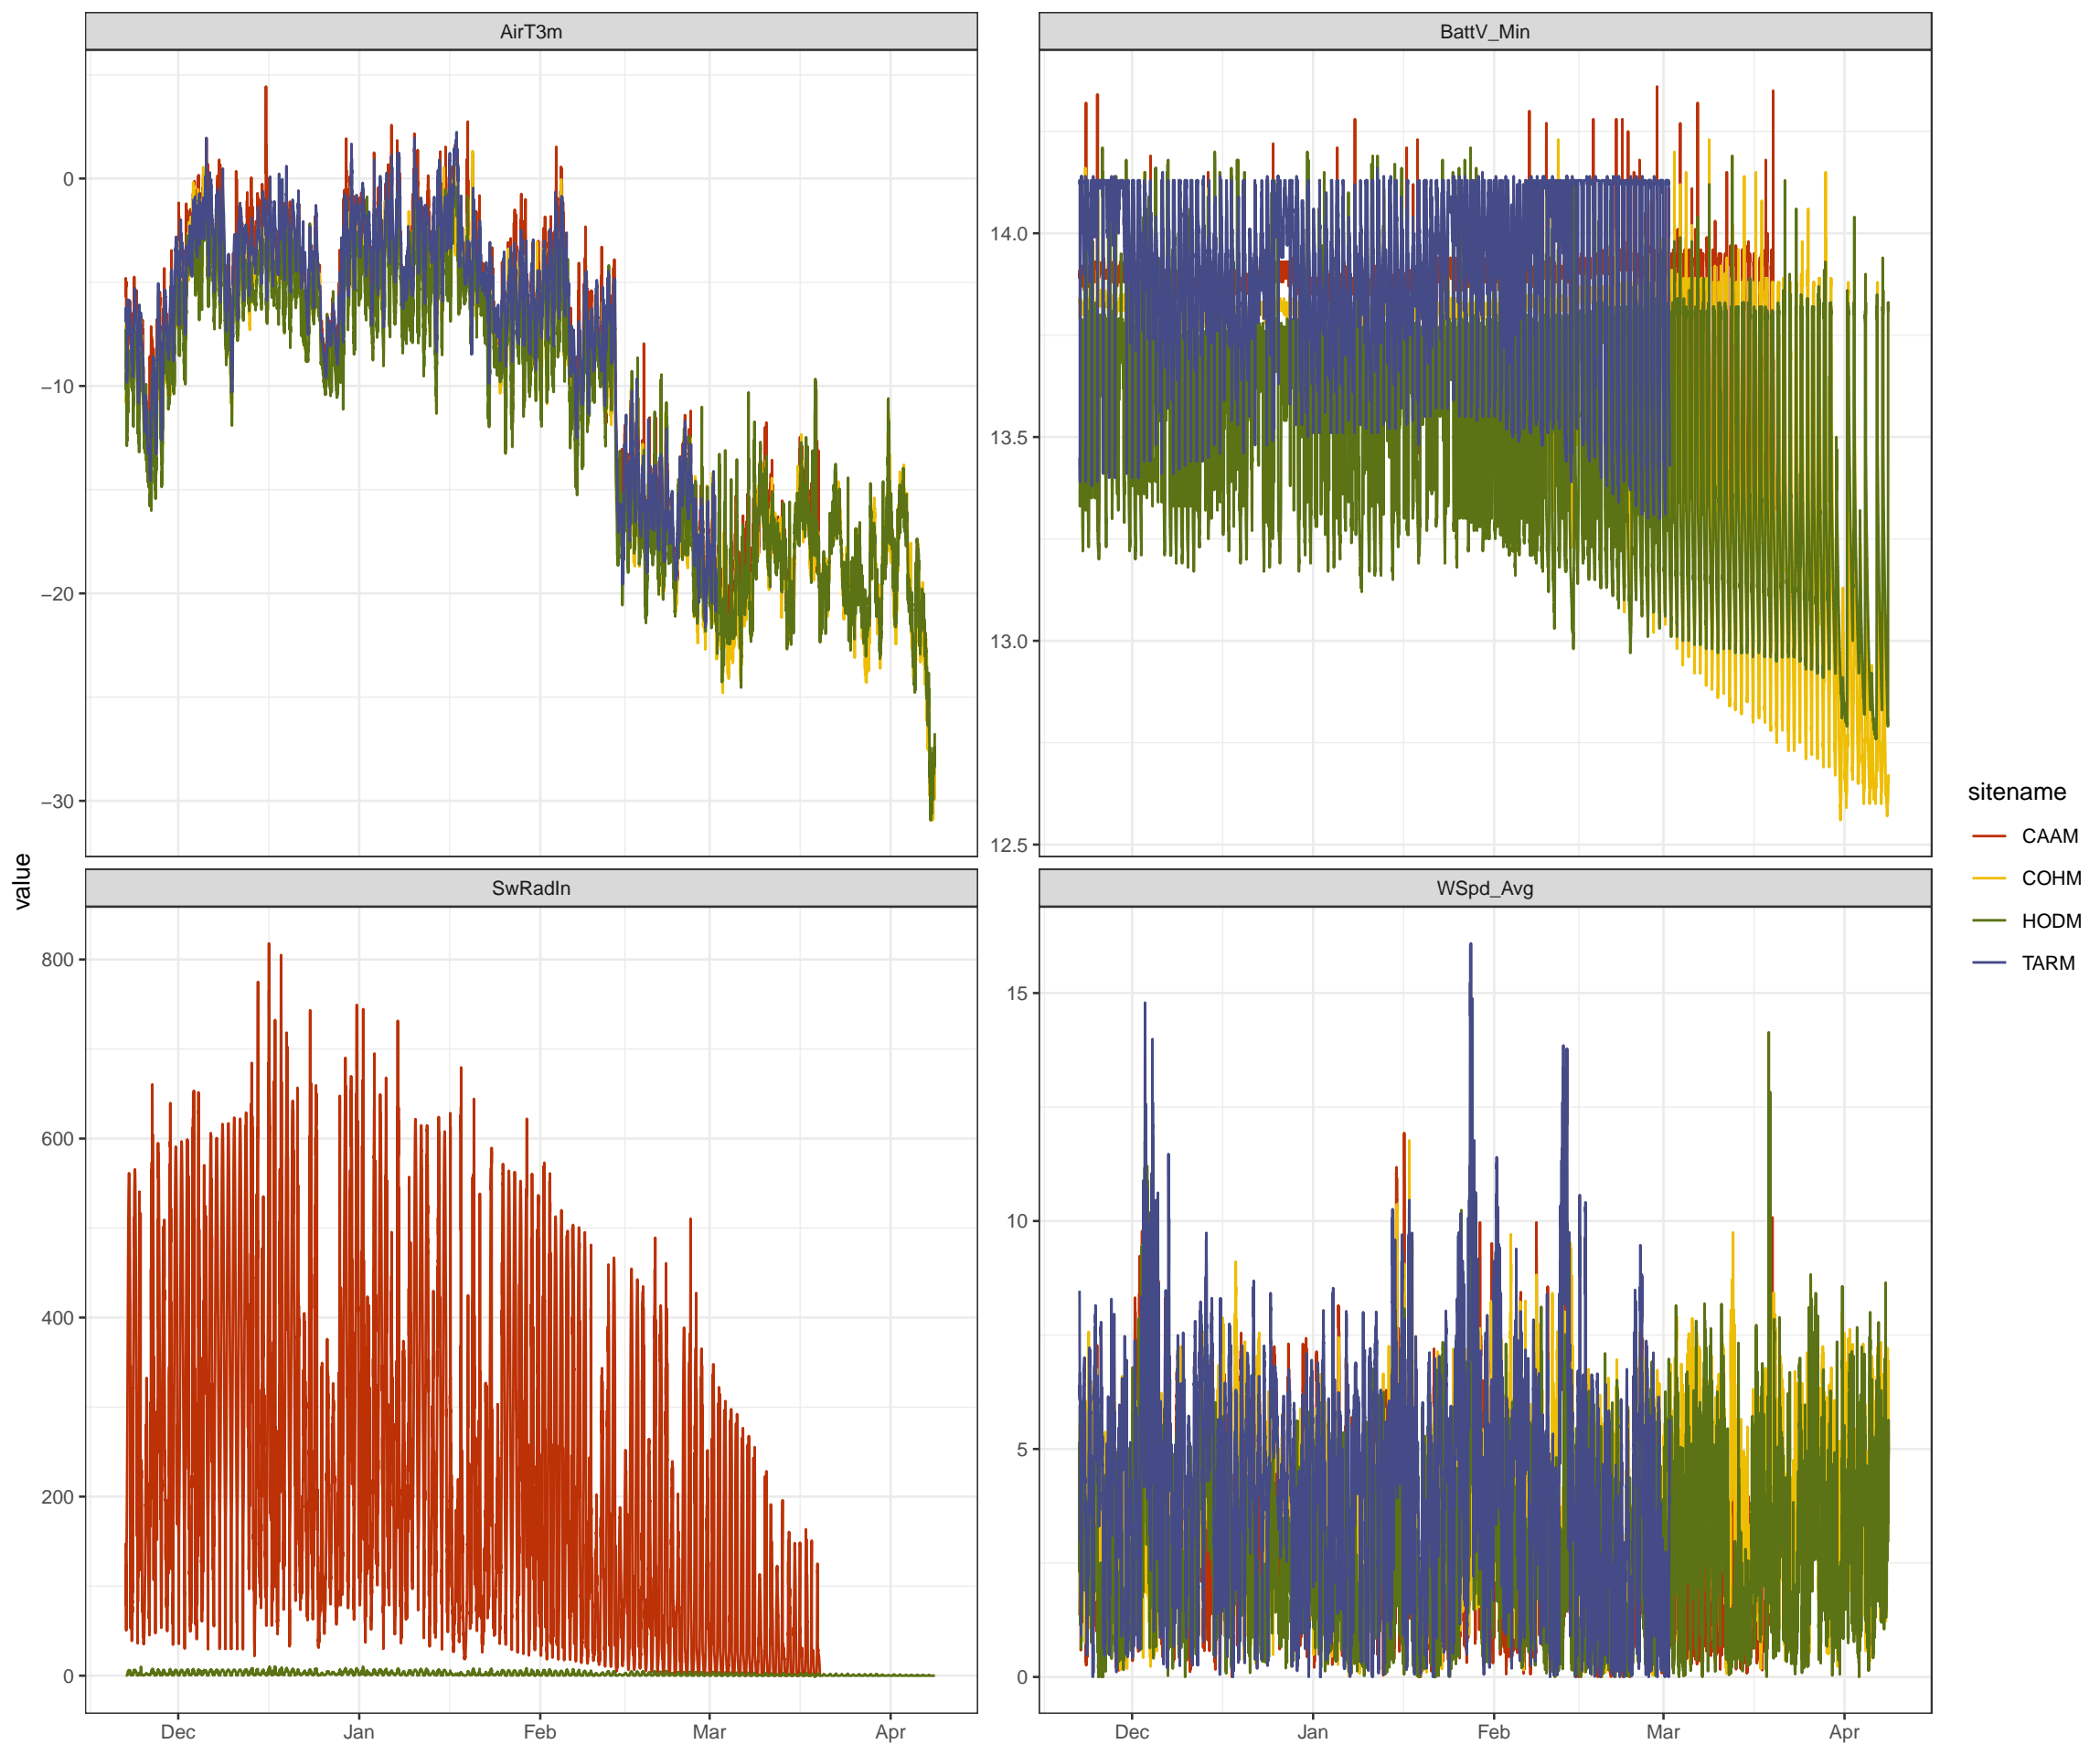 AirT3m
BattV_Min
0
−10
−20
−30
14.0
13.5
13.0
12.5
value
SwRadIn
WSpd_Avg
800
600
400
200
0
15
10
5
0
Dec Jan Feb Mar Apr
Dec Jan Feb Mar Apr
sitename
CAAM
COHM
HODM
TARM